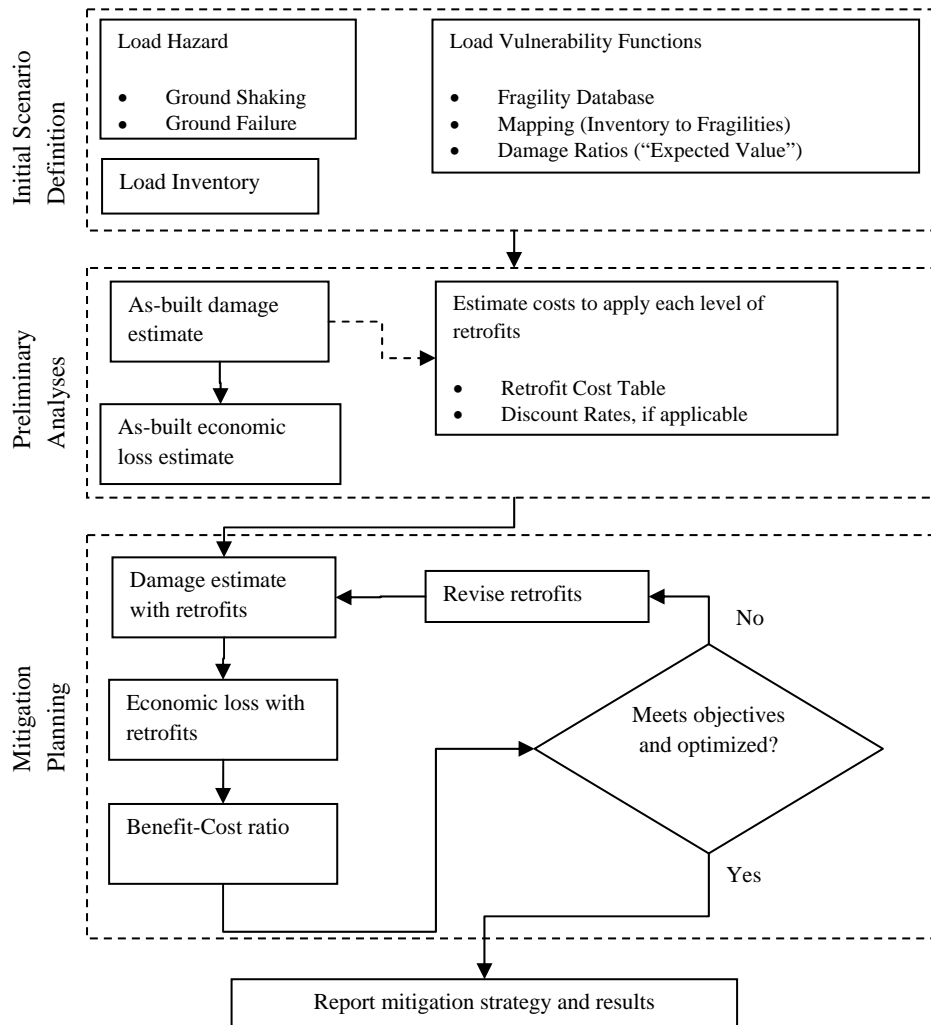 Initial Scenario
Definition
Load Hazard
• Ground Shaking
• Ground Failure
Load Inventory
Load Vulnerability Functions
• Fragility Database
• Mapping (Inventory to Fragilities)
• Damage Ratios (“Expected Value”)
Preliminary
Analyses
As-built damage
estimate
As-built economic
loss estimate
Estimate costs to apply each level of
retrofits
• Retrofit Cost Table
• Discount Rates, if applicable
Mitigation
Planning
Damage estimate
with retrofits
Revise retrofits
No
Economic loss with
retrofits
Meets objectives
and optimized?
Benefit-Cost ratio
Yes
Report mitigation strategy and results